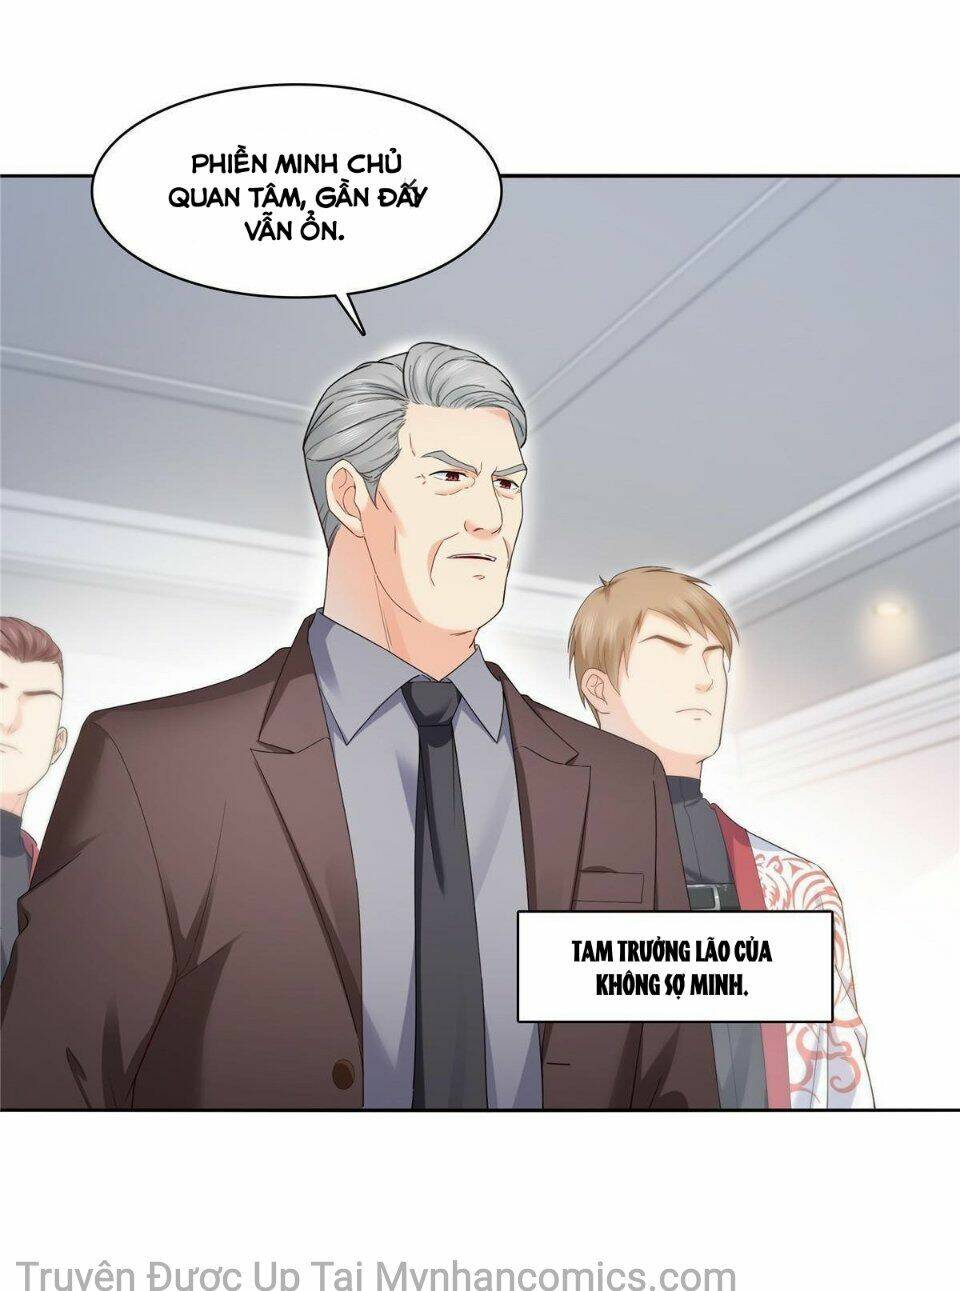 PHIỀN MINH CHỦ
QUAN TÂM, GẦN ĐẤY
VẪN ỔN.
TAM TRƯỞNG LÃO CỦA
KHÔNG SỢ MINH.
Truyện Được Up Tại Mynhancomics.com